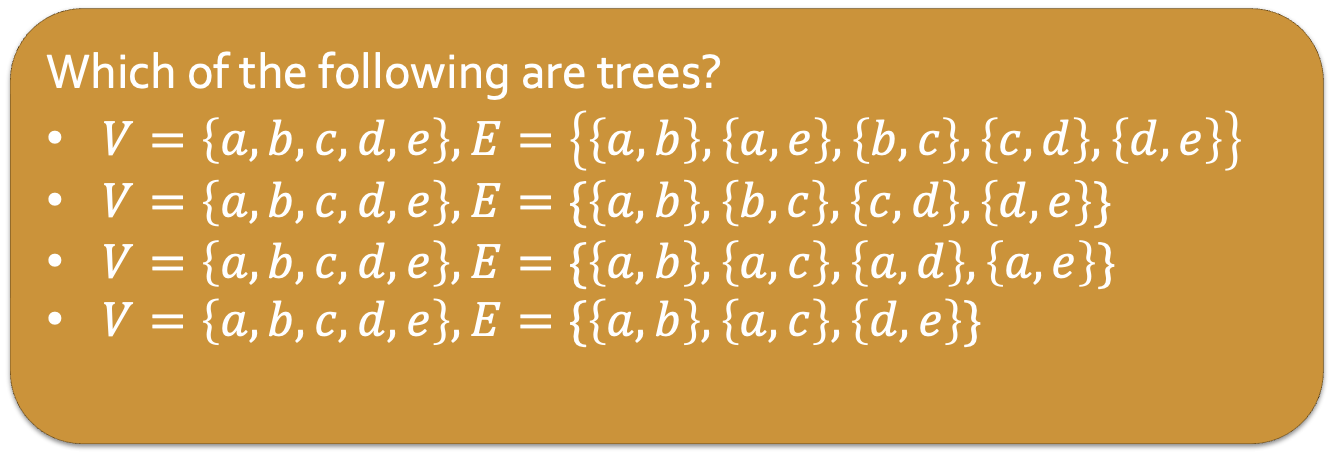 Which of the following are trees?
• V = {a, b, c, d, e}, E = {{a, b}, {a, e}, {b, c}, {c, d}, {d, e}}
• V = {a, b, c, d, e}, E = {{a, b}, {b, c}, {c, d}, {d, e}}
• V = {a, b, c, d, e}, E = {{a, b}, {a, c}, {a, d}, {a, e}}
• V = {a, b, c, d, e}, E = {{a, b}, {a, c}, {d, e}}